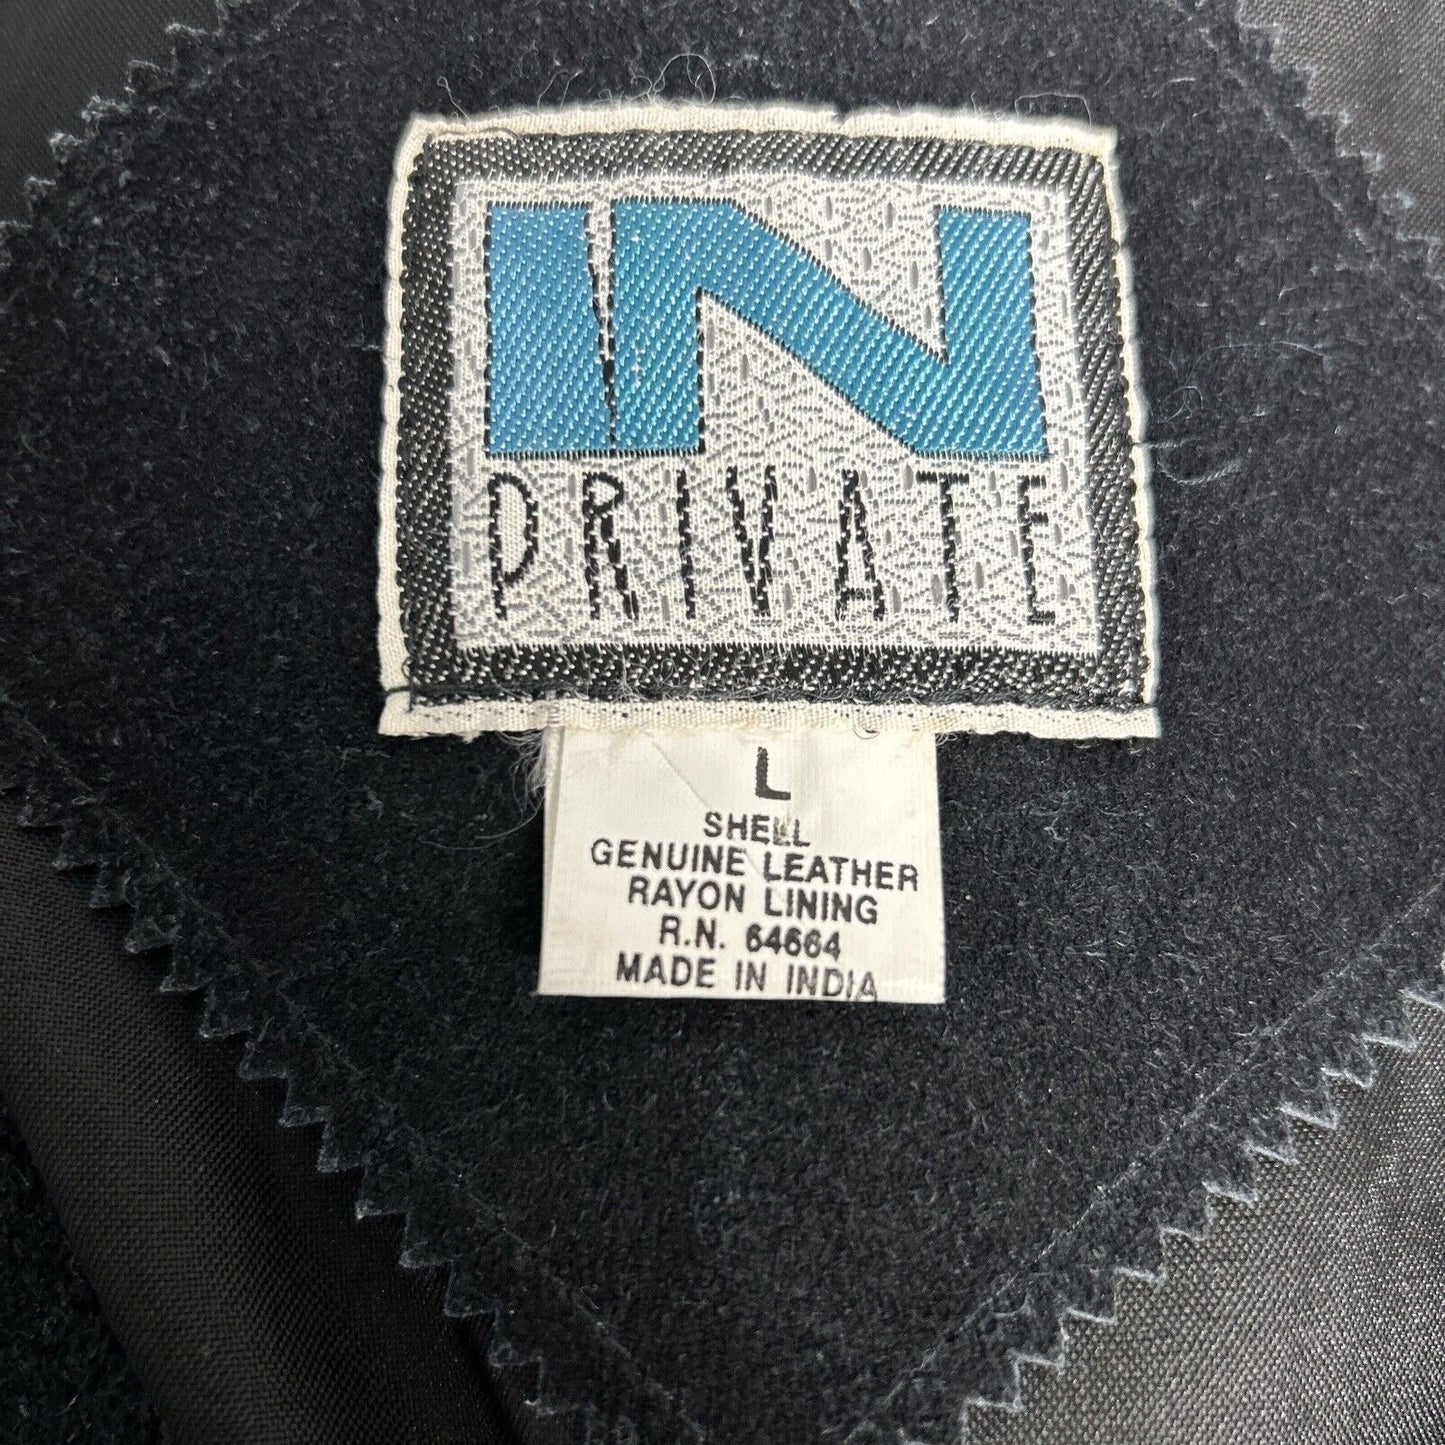 IN
PRIVATE
L
SHELL
GENUINE LEATHER
RAYON LINING
R.N. 64664
MADE IN INDIA